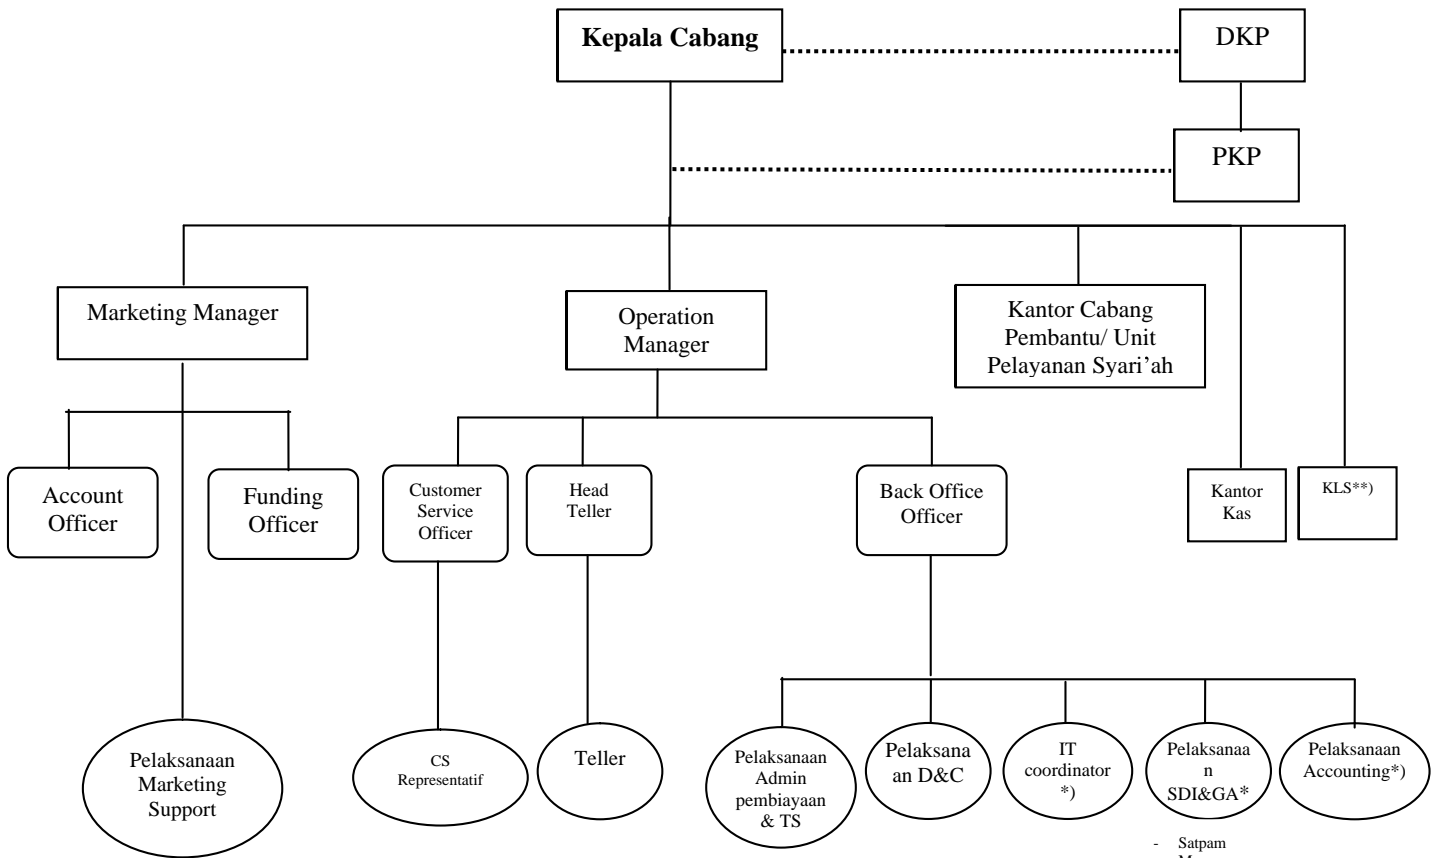 Kepala Cabang
DKP
PKP
Marketing Manager
Operation
Manager
Kantor Cabang
Pembantu/ Unit
Pelayanan Syari’ah
Account
Officer
Funding
Officer
Customer
Service
Officer
Head
Teller
Back Office
Officer
Kantor
Kas
KLS**)
Pelaksanaan
Marketing
Support
CS
Representatif
Teller
Pelaksanaan
Admin
pembiayaan
& TS
Pelaksana
an D&C
IT
coordinator
*)
Pelaksanaa
n
SDI&GA*
Pelaksanaan
Accounting*)
- Satpam